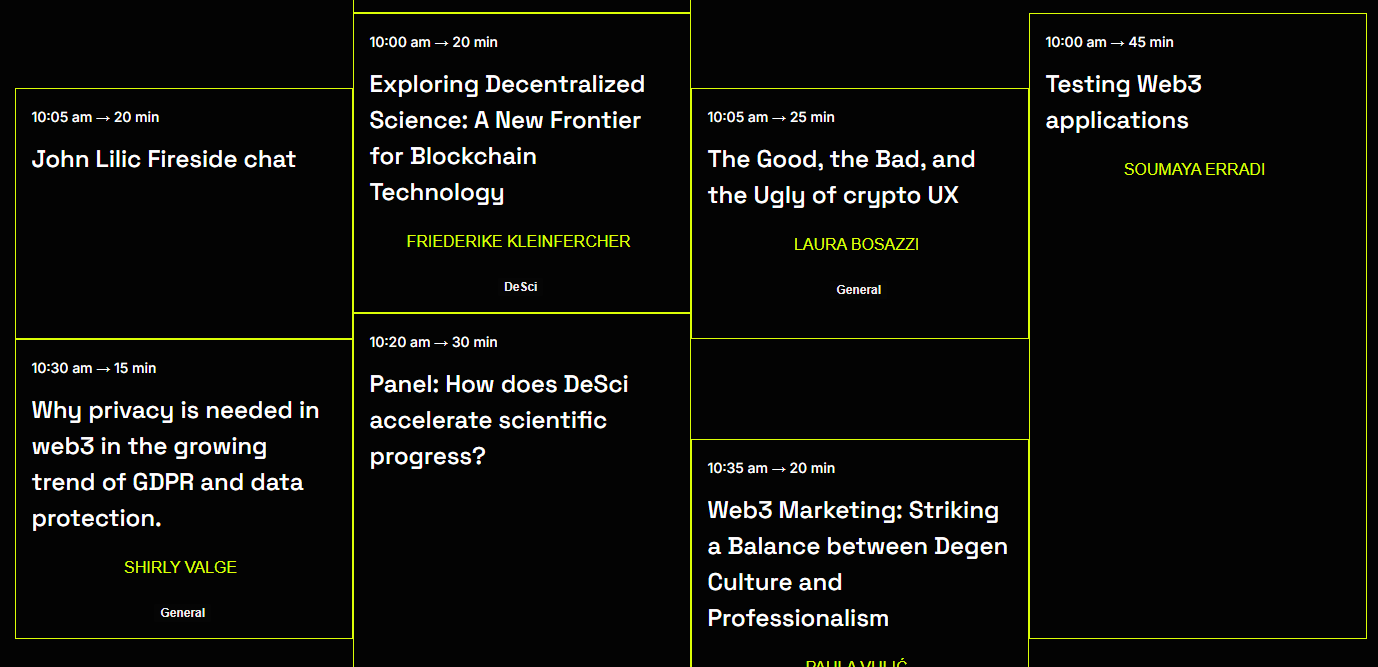 10:05 am → 20 min
John Lilic Fireside chat
10:30 am → 15 min
Why privacy is needed in
web3 in the growing
trend of GDPR and data
protection.
SHIRLY VALGE
General
10:00 am → 20 min
Exploring Decentralized
Science: A New Frontier
for Blockchain
Technology
FRIEDERIKE KLEINFERCHER
DeSci
10:20 am → 30 min
Panel: How does DeSci
accelerate scientific
progress?
10:05 am → 25 min
The Good, the Bad, and
the Ugly of crypto UX
LAURA BOSAZZI
General
10:35 am → 20 min
Web3 Marketing: Striking
a Balance between Degen
Culture and
Professionalism
PAULA VULIĆ
10:00 am → 45 min
Testing Web3
applications
SOUMAYA ERRADI